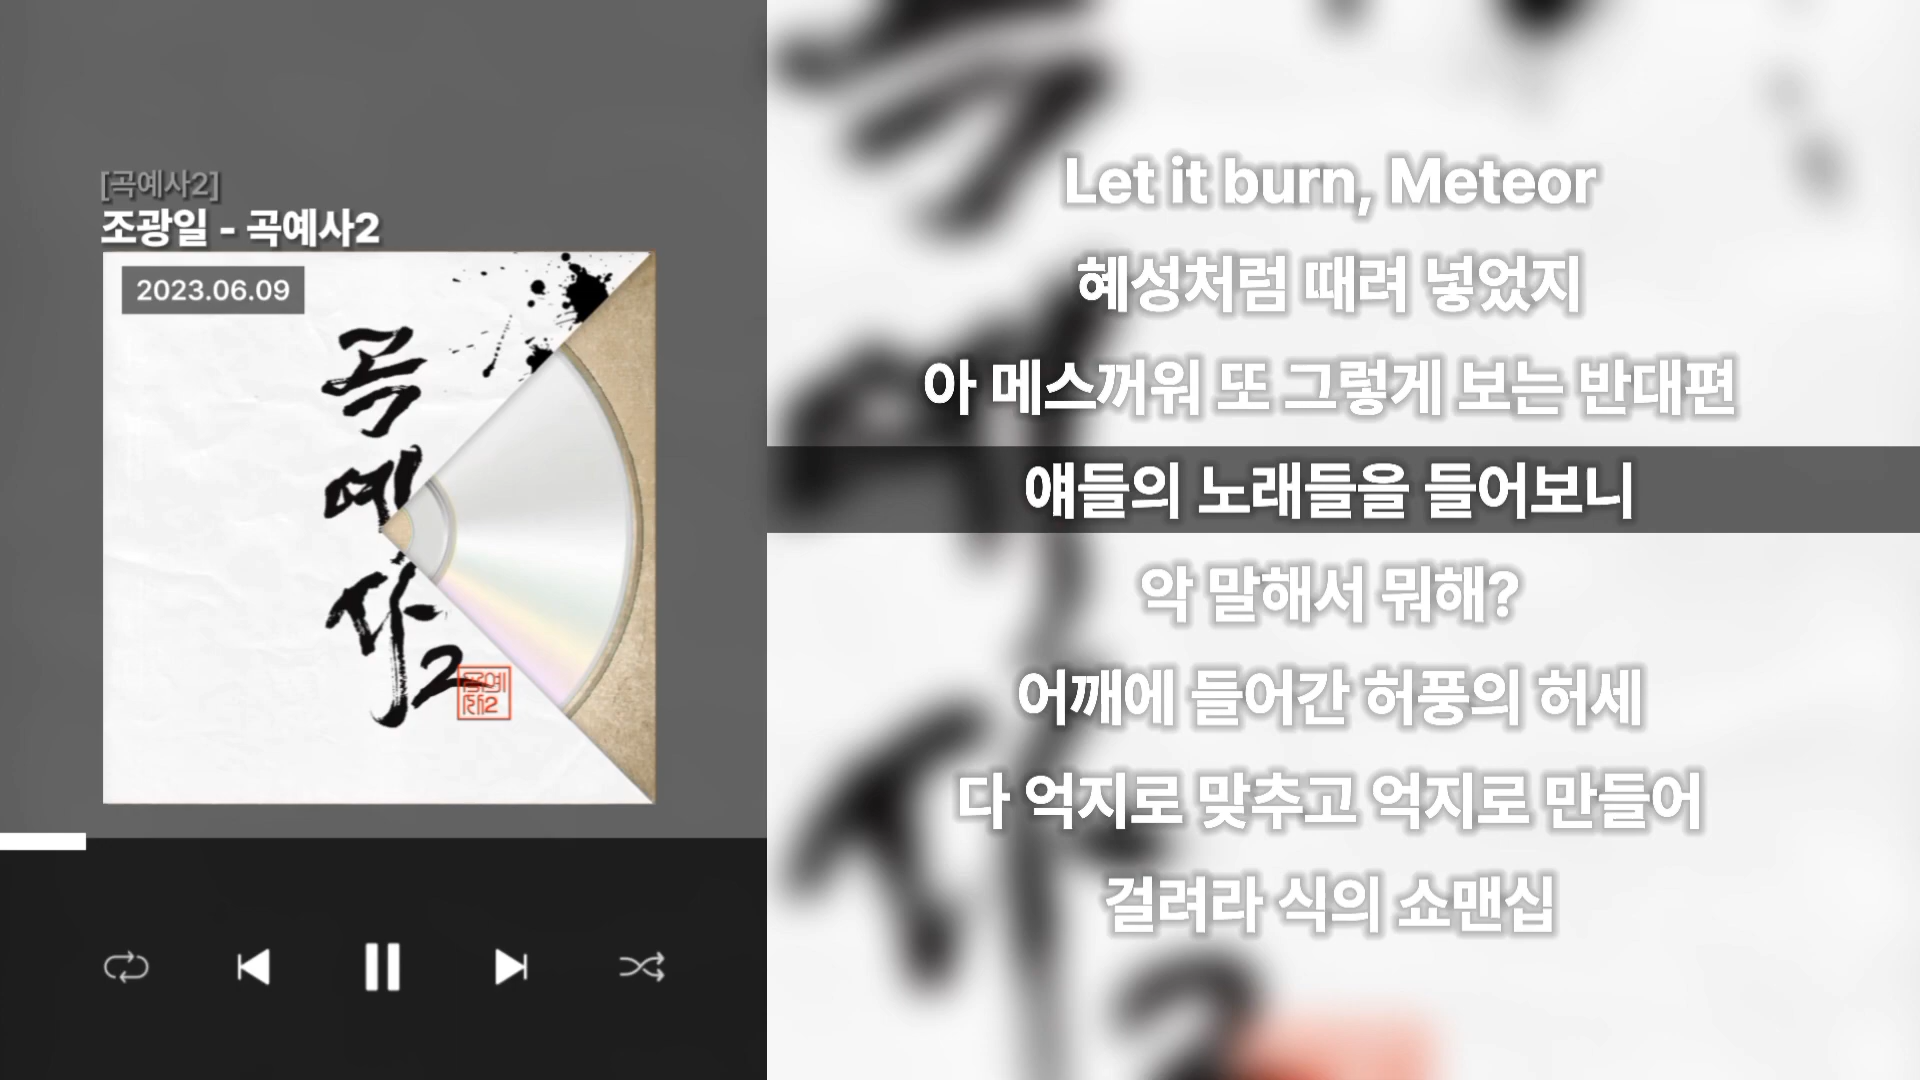 [곡예사2]
조광일 - 곡예사2
2023.06.09
곡
예
사2
곡예
사2
Let it burn, Meteor
혜성처럼 때려 넣었지
아 메스꺼워 또 그렇게 보는 반대편
얘들의 노래들을 들어보니
악 말해서 뭐해?
어깨에 들어간 허풍의 허세
다 억지로 맞추고 억지로 만들어
걸려라 식의 쇼맨십